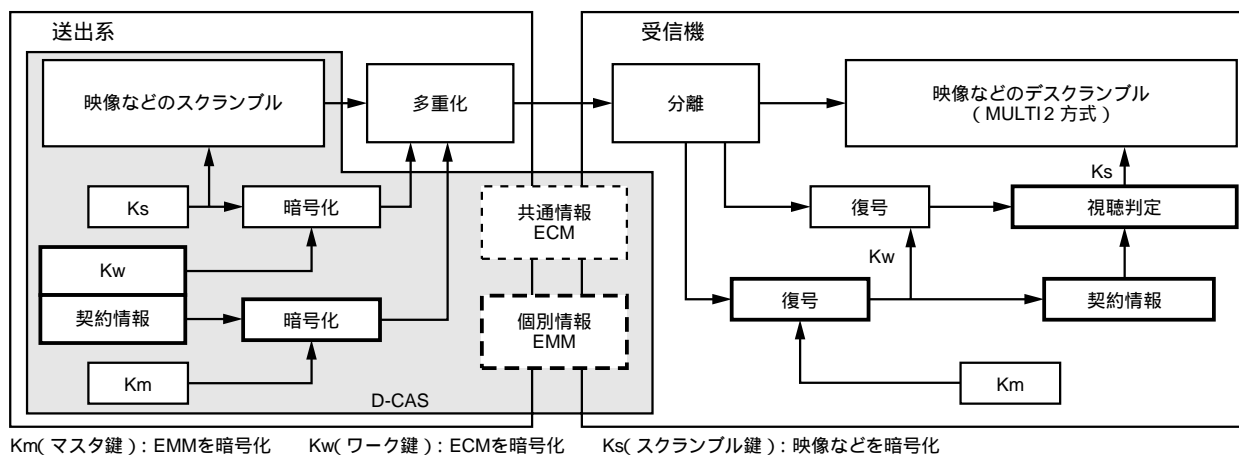 送出系
受信機
映像などのスクランブル
多重化
分離
映像などのデスクランブル
(MULTI2方式)
Ks
Ks
暗号化
共通情報
ECM
復号
視聴判定
Kw
Kw
契約情報
暗号化
個別情報
EMM
復号
契約情報
Km
D-CAS
Km
Km(マスタ鍵):EMMを暗号化 Kw(ワーク鍵):ECMを暗号化 Ks(スクランブル鍵):映像などを暗号化